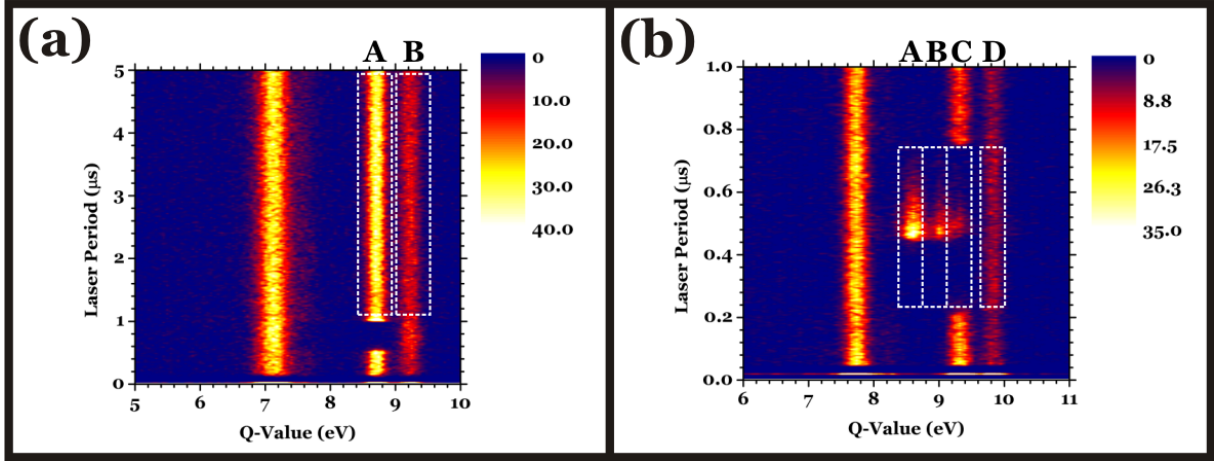 (a)
A B
5
4
3
2
1
0
Laser Period (µs)
5 6 7 8 9 10
Q-Value (eV)
0
10.0
20.0
30.0
40.0
(b)
A B C D
1.0
0.8
0.6
0.4
0.2
0.0
Laser Period (µs)
6 7 8 9 10 11
Q-Value (eV)
0
8.8
17.5
26.3
35.0